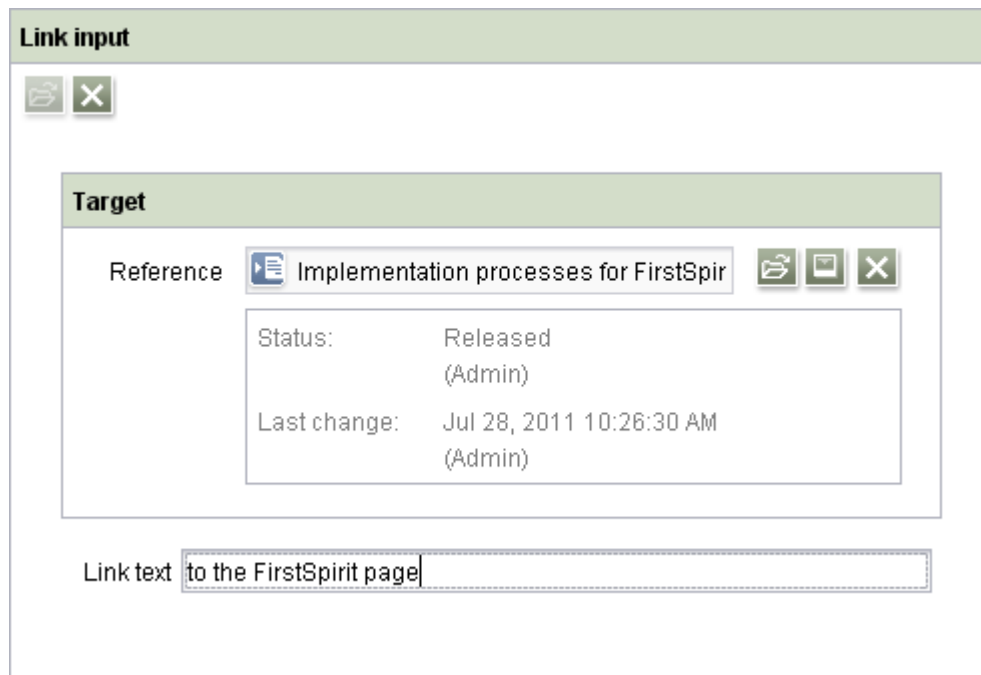 Link input
Target
Reference Implementation processes for FirstSpir
Status: Released
(Admin)
Last change: Jul 28, 2011 10:26:30 AM
(Admin)
Link text to the FirstSpirit page